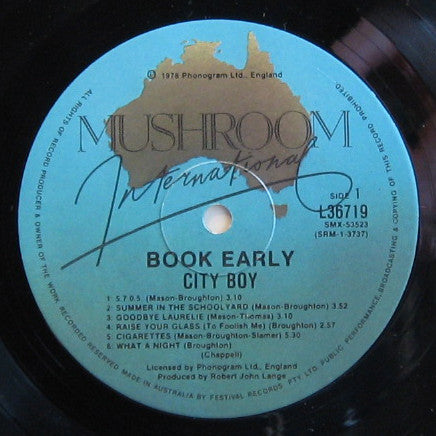 ℗ 1978 Phonogram Ltd., England
MUSHROOM
International
SIDE 1
L36719
SMX-53523
(SRM-1-3737)
BOOK EARLY
CITY BOY
1 5.7.0.5. (Mason-Broughton) 3.10
2 SUMMER IN THE SCHOOLYARD (Mason-Broughton) 3.52
3 GOODBYE LAURELIE (Mason-Thomas) 3.10
4 RAISE YOUR GLASS (To Foolish Me) (Broughton)
5 CIGARETTES (Mason-Broughton-Slamer) 5.30
6 WHAT A NIGHT (Broughton)
(Chappell)
Licensed by Phonogram Ltd., England
Produced by Robert John Lange
ALL RIGHTS OF RECORD PRODUCER & OWNER OF THE WORK RECORDED RESERVED. MADE IN AUSTRALIA BY FESTIVAL RECORDS PTY. LTD. PUBLIC PERFORMANCE, BROADCASTING & COPYING OF THIS RECORD PROHIBITED.